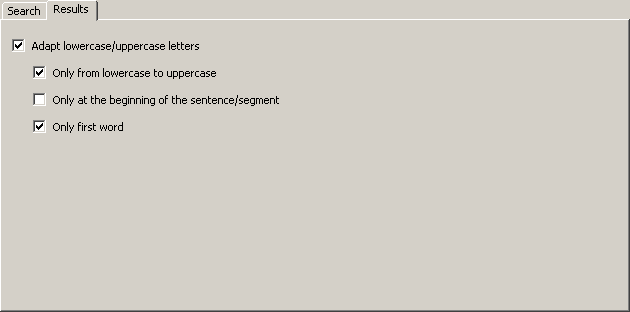 Search Results
Adapt lowercase/uppercase letters
Only from lowercase to uppercase
Only at the beginning of the sentence/segment
Only first word